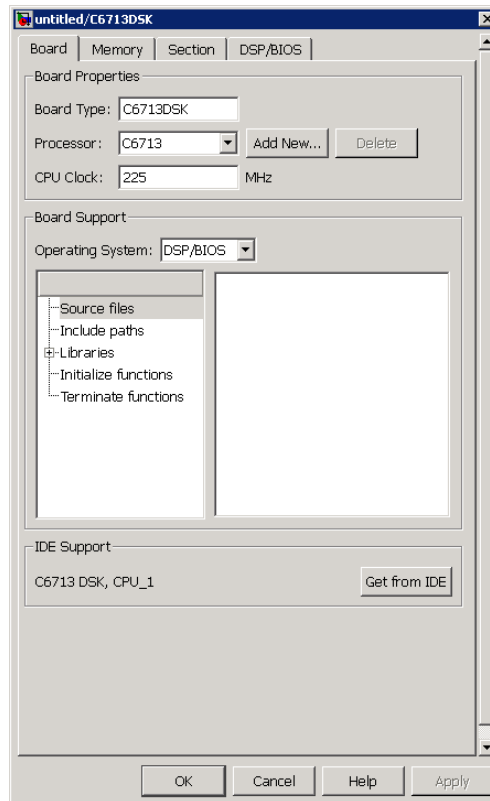 untitled/C6713DSK
Board Memory Section DSP/BIOS
Board Properties
Board Type: C6713DSK
Processor: C6713 Add New... Delete
CPU Clock: 225 MHz
Board Support
Operating System: DSP/BIOS
Source files
Include paths
Libraries
Initialize functions
Terminate functions
IDE Support
C6713 DSK, CPU_1 Get from IDE
OK Cancel Help Apply